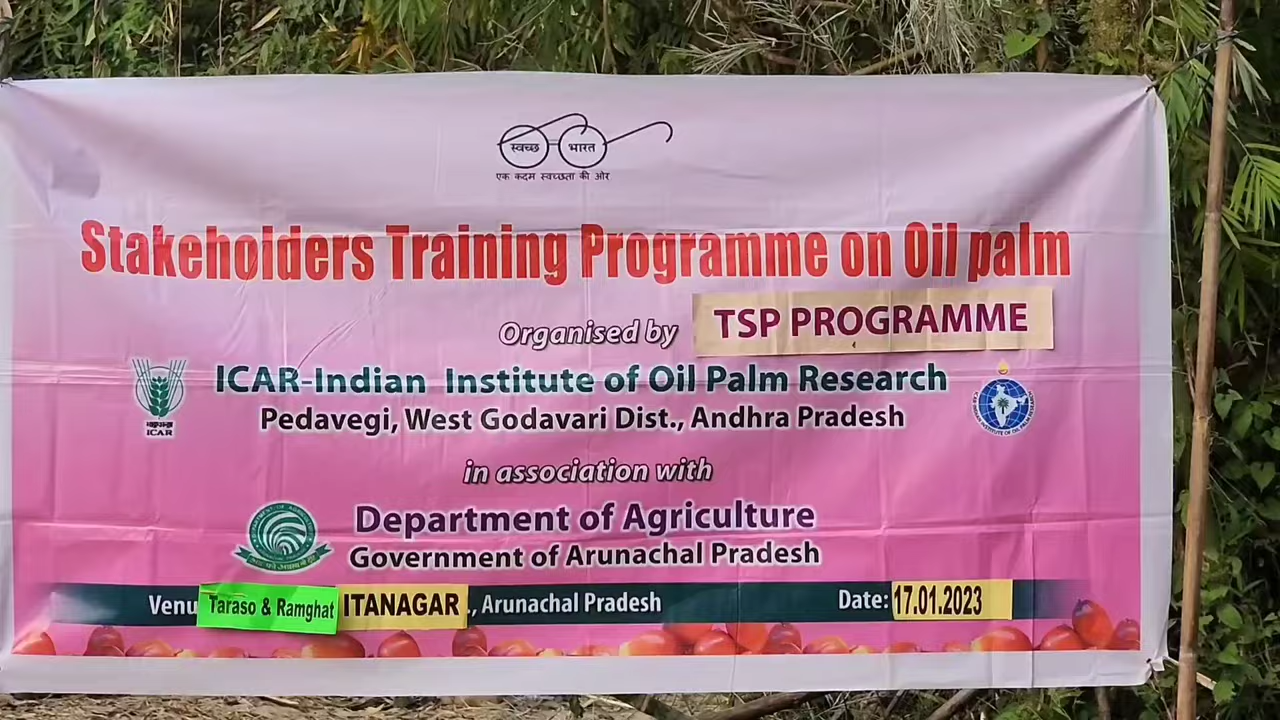 स्वच्छ भारत
एक कदम स्वच्छता की ओर
Stakeholders Training Programme on Oil palm
Organised by TSP PROGRAMME
ICAR-Indian Institute of Oil Palm Research
Pedavegi, West Godavari Dist., Andhra Pradesh
ICAR
in association with
Department of Agriculture
Government of Arunachal Pradesh
Venu Taraso & Ramghat ITANAGAR ., Arunachal Pradesh Date: 17.01.2023